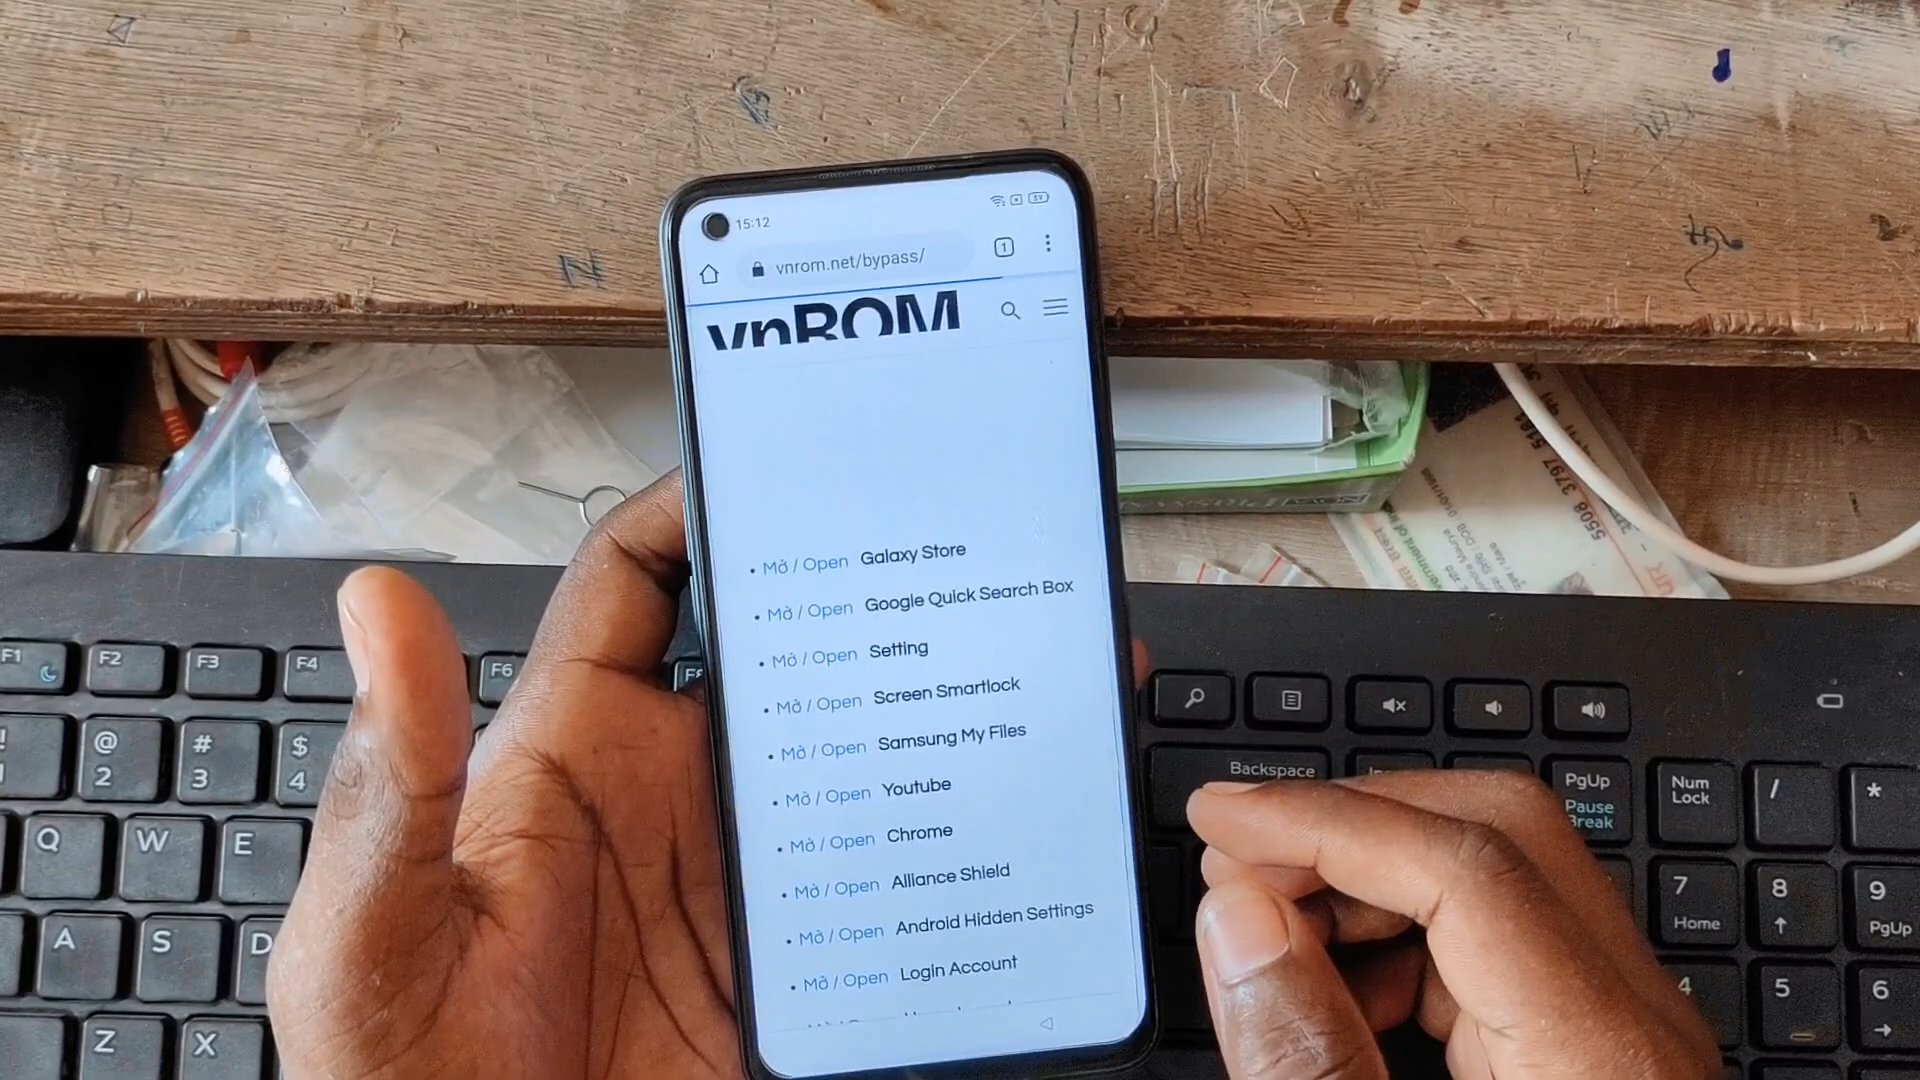 15:12
39
vnrom.net/bypass/
1
vnROM
• Mở / Open Galaxy Store
• Mở / Open Google Quick Search Box
• Mở / Open Setting
• Mở / Open Screen Smartlock
• Mở / Open Samsung My Files
• Mở / Open Youtube
• Mở / Open Chrome
• Mở / Open Alliance Shield
• Mở / Open Android Hidden Settings
• Mở / Open Login Account
F1
F2
F3
F4
F6
!
1
@
2
#
3
$
4
Q
W
E
A
S
D
Z
X
Backspace
PgUp
Pause
Break
Num
Lock
/
*
7
Home
8
9
PgUp
4
5
6
N